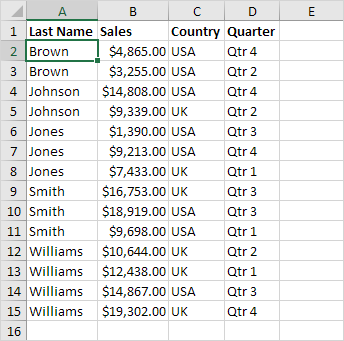 A B C D E
1 Last Name Sales Country Quarter
2 Brown $4,865.00 USA Qtr 4
3 Brown $3,255.00 USA Qtr 2
4 Johnson $14,808.00 USA Qtr 4
5 Johnson $9,339.00 UK Qtr 2
6 Jones $1,390.00 USA Qtr 3
7 Jones $9,213.00 USA Qtr 4
8 Jones $7,433.00 UK Qtr 1
9 Smith $16,753.00 UK Qtr 3
10 Smith $18,919.00 USA Qtr 3
11 Smith $9,698.00 USA Qtr 1
12 Williams $10,644.00 UK Qtr 2
13 Williams $12,438.00 UK Qtr 1
14 Williams $14,867.00 USA Qtr 3
15 Williams $19,302.00 UK Qtr 4
16